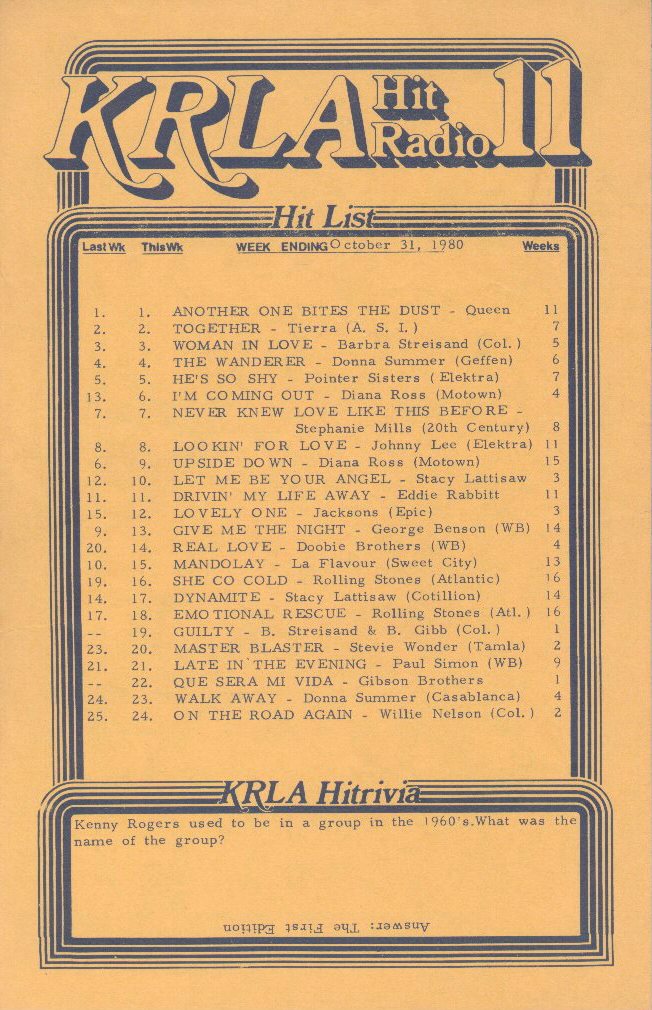 KRLA Hit Radio 11
Hit List
Last Wk This Wk WEEK ENDING October 31, 1980 Weeks
1. 1. ANOTHER ONE BITES THE DUST - Queen 11
2. 2. TOGETHER - Tierra (A. S. I.) 7
3. 3. WOMAN IN LOVE - Barbra Streisand (Col. ) 5
4. 4. THE WANDERER - Donna Summer (Geffen) 6
5. 5. HE'S SO SHY - Pointer Sisters ( Elektra) 7
13. 6. I'M COMING OUT - Diana Ross (Motown) 4
7. 7. NEVER KNEW LOVE LIKE THIS BEFORE -
Stephanie Mills (20th Century) 8
8. 8. LOOKIN' FOR LOVE - Johnny Lee (Elektra) 11
6. 9. UPSIDE DOWN - Diana Ross (Motown) 15
12. 10. LET ME BE YOUR ANGEL - Stacy Lattisaw 3
11. 11. DRIVIN' MY LIFE AWAY - Eddie Rabbitt 11
15. 12. LOVELY ONE - Jacksons (Epic) 3
9. 13. GIVE ME THE NIGHT - George Benson (WB) 14
20. 14. REAL LOVE - Doobie Brothers (WB) 4
10. 15. MANDOLAY - La Flavour (Sweet City) 13
19. 16. SHE CO COLD - Rolling Stones (Atlantic) 16
14. 17. DYNAMITE - Stacy Lattisaw (Cotillion) 14
17. 18. EMOTIONAL RESCUE - Rolling Stones (Atl. ) 16
-- 19. GUILTY - B. Streisand & B. Gibb (Col. ) 1
23. 20. MASTER BLASTER - Stevie Wonder (Tamla) 2
21. 21. LATE IN THE EVENING - Paul Simon (WB) 9
-- 22. QUE SERA MI VIDA - Gibson Brothers 1
24. 23. WALK AWAY - Donna Summer (Casablanca) 4
25. 24. ON THE ROAD AGAIN - Willie Nelson (Col. ) 2
KRLA Hitrivia
Kenny Rogers used to be in a group in the 1960's.What was the
name of the group?
Answer: The First Edition